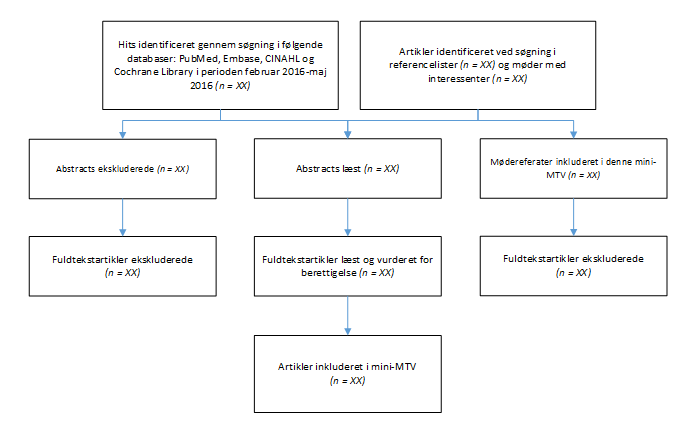 Hits identificeret gennem søgning i følgende
databaser: PubMed, Embase, CINAHL og
Cochrane Library i perioden februar 2016-maj
2016 (n = XX)
Artikler identificeret ved søgning i
referencelister (n = XX) og møder med
interessenter (n = XX)
Abstracts ekskluderede (n = XX)
Abstracts læst (n = XX)
Mødereferater inkluderet i denne mini-
MTV (n = XX)
Fuldtekstartikler ekskluderede
(n = XX)
Fuldtekstartikler læst og vurderet for
berettigelse (n = XX)
Fuldtekstartikler ekskluderede
(n = XX)
Artikler inkluderet i mini-MTV
(n = XX)